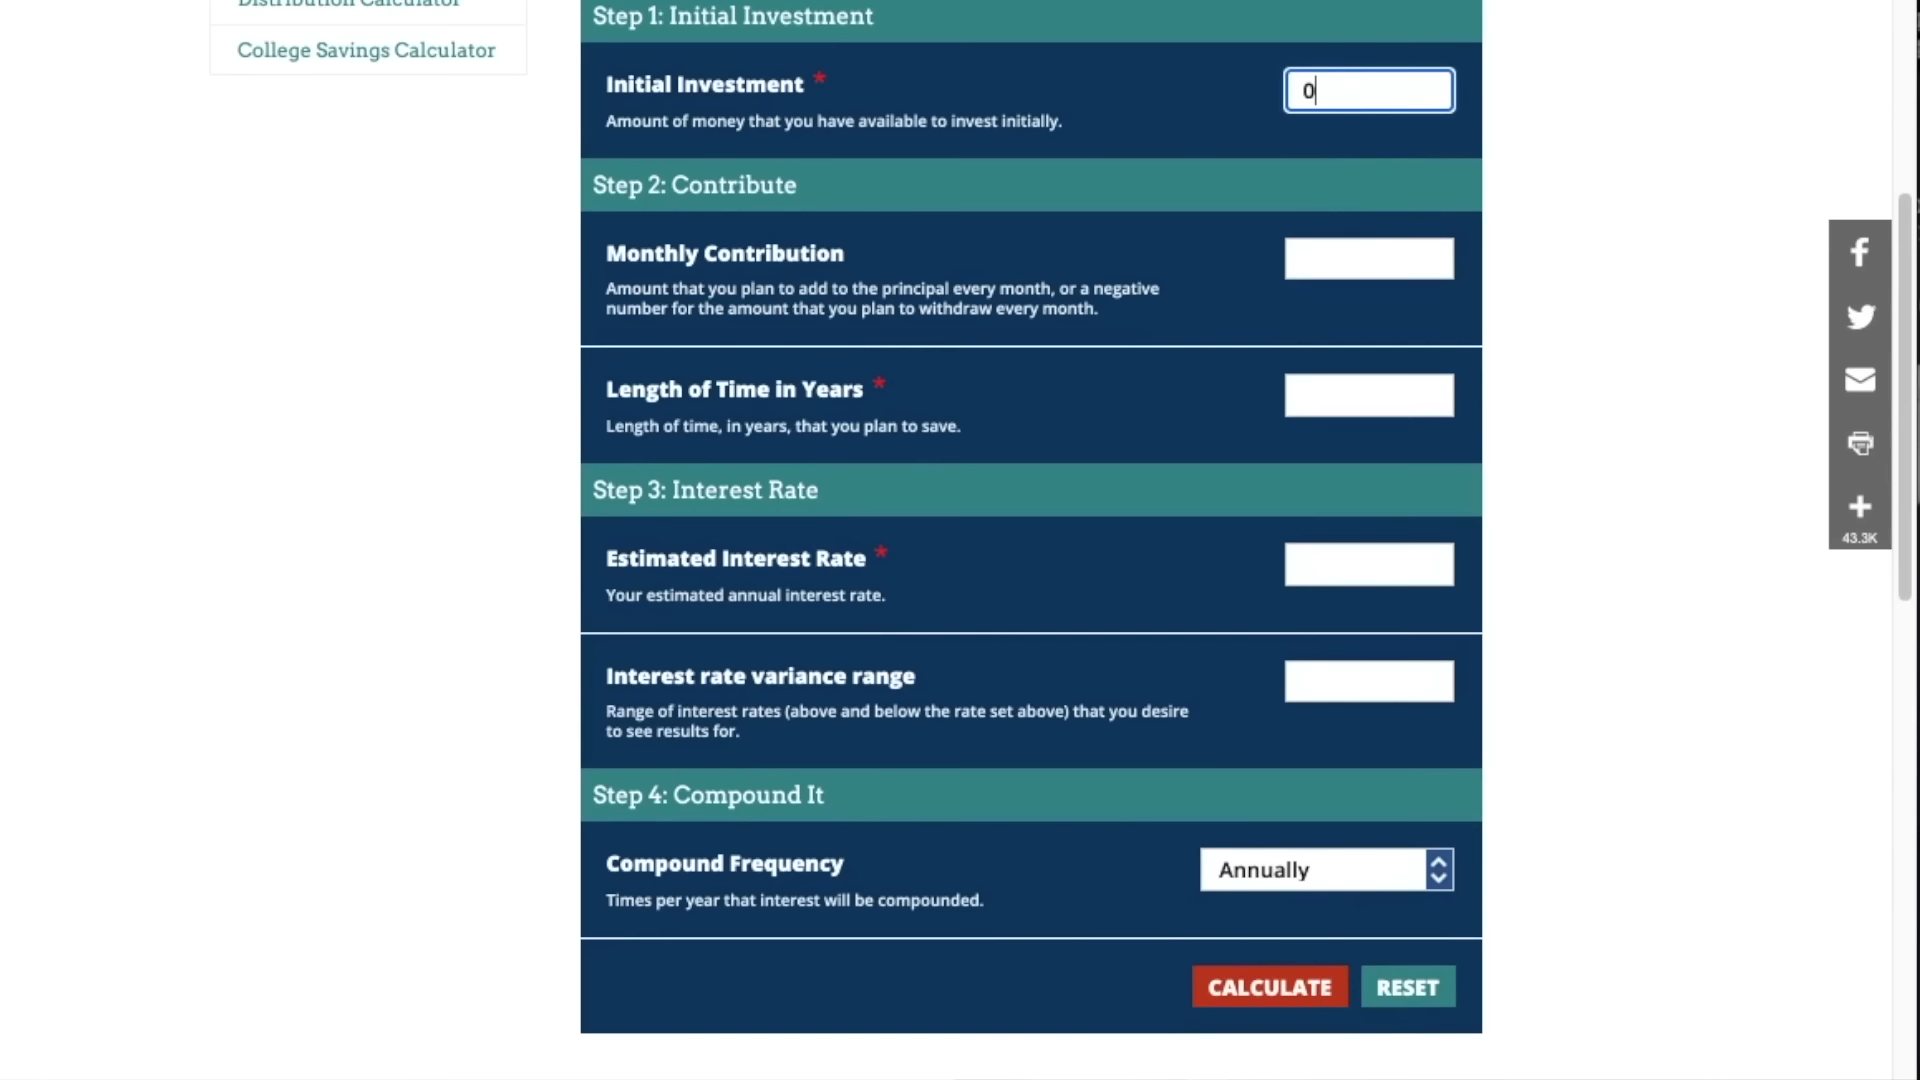 Distribution Calculator
College Savings Calculator
Step 1: Initial Investment
Initial Investment *
0
Amount of money that you have available to invest initially.
Step 2: Contribute
Monthly Contribution
Amount that you plan to add to the principal every month, or a negative
number for the amount that you plan to withdraw every month.
Length of Time in Years *
Length of time, in years, that you plan to save.
Step 3: Interest Rate
Estimated Interest Rate *
Your estimated annual interest rate.
Interest rate variance range
Range of interest rates (above and below the rate set above) that you desire
to see results for.
Step 4: Compound It
Compound Frequency
Annually
Times per year that interest will be compounded.
CALCULATE RESET
43.3K